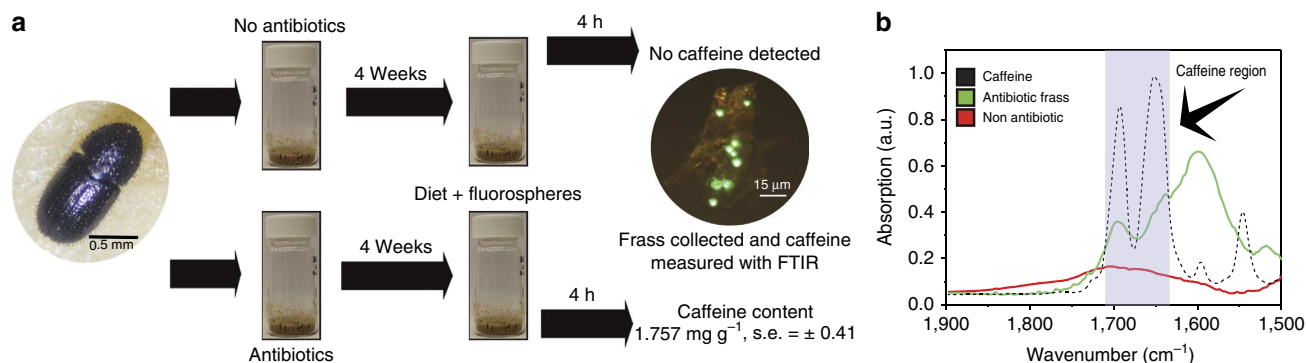 a
No antibiotics
4 Weeks
4 h
No caffeine detected
0.5 mm
15 μm
Diet + fluorospheres
4 Weeks
Frass collected and caffeine
measured with FTIR
4 h
Caffeine content
1.757 mg g⁻¹, s.e. = ± 0.41
Antibiotics
b
Caffeine
Antibiotic frass
Non antibiotic
Caffeine region
Absorption (a.u.)
1.0
0.8
0.6
0.4
0.2
0.0
1,900
1,800
1,700
1,600
1,500
Wavenumber (cm⁻¹)